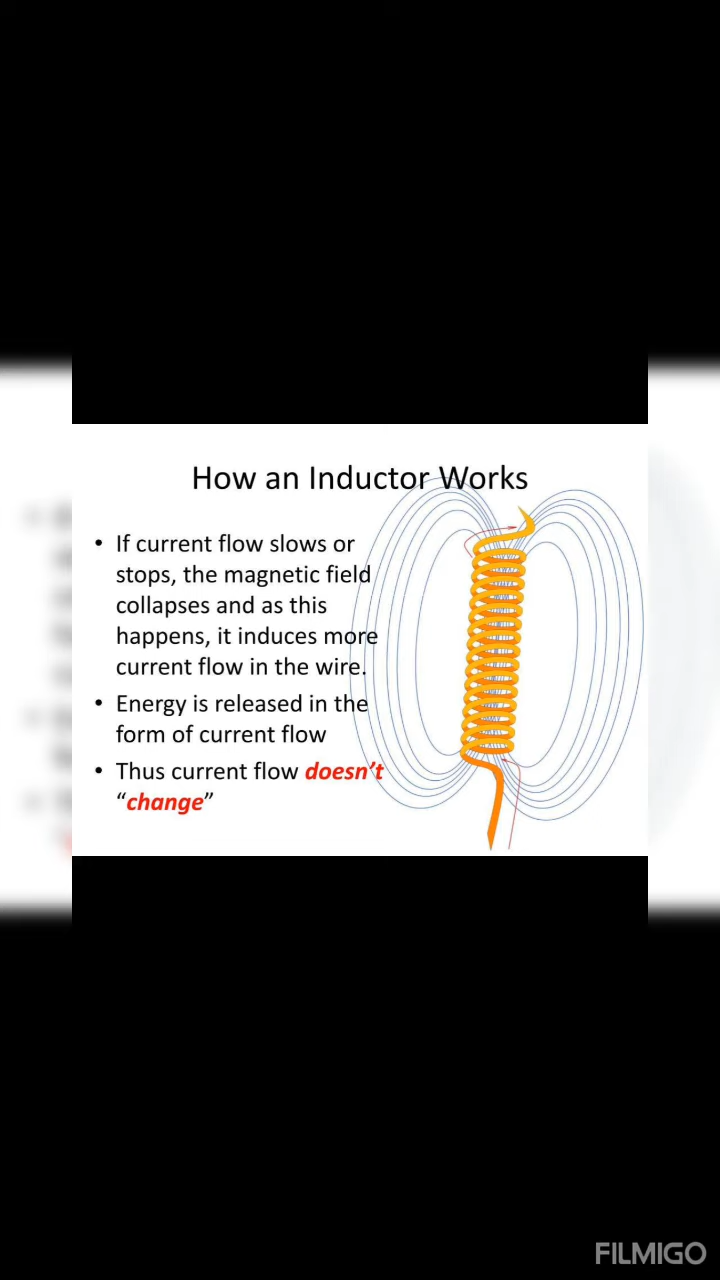 How an Inductor Works
• If current flow slows or
stops, the magnetic field
collapses and as this
happens, it induces more
current flow in the wire.
• Energy is released in the
form of current flow
• Thus current flow doesn't
“change”
FILMIGO